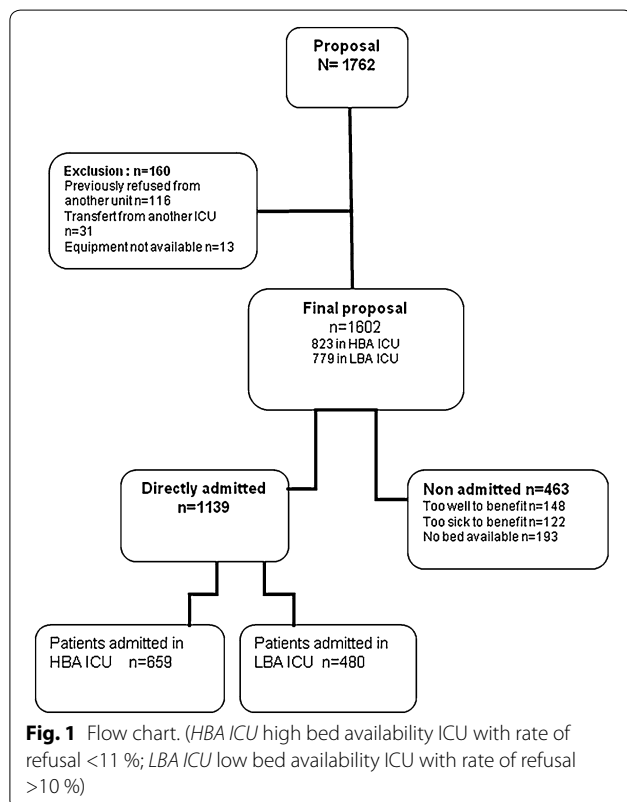 Proposal
N= 1762
Exclusion : n=160
Previously refused from
another unit n=116
Transfert from another ICU
n=31
Equipment not available n=13
Final proposal
n=1602
823 in HBA ICU
779 in LBA ICU
Directly admitted
n=1139
Non admitted n=463
Too well to benefit n=148
Too sick to benefit n=122
No bed available n=193
Patients admitted in
HBA ICU n=659
Patients admitted in
LBA ICU n=480
Fig. 1 Flow chart. (HBA ICU high bed availability ICU with rate of
refusal <11 %; LBA ICU low bed availability ICU with rate of refusal
>10 %)